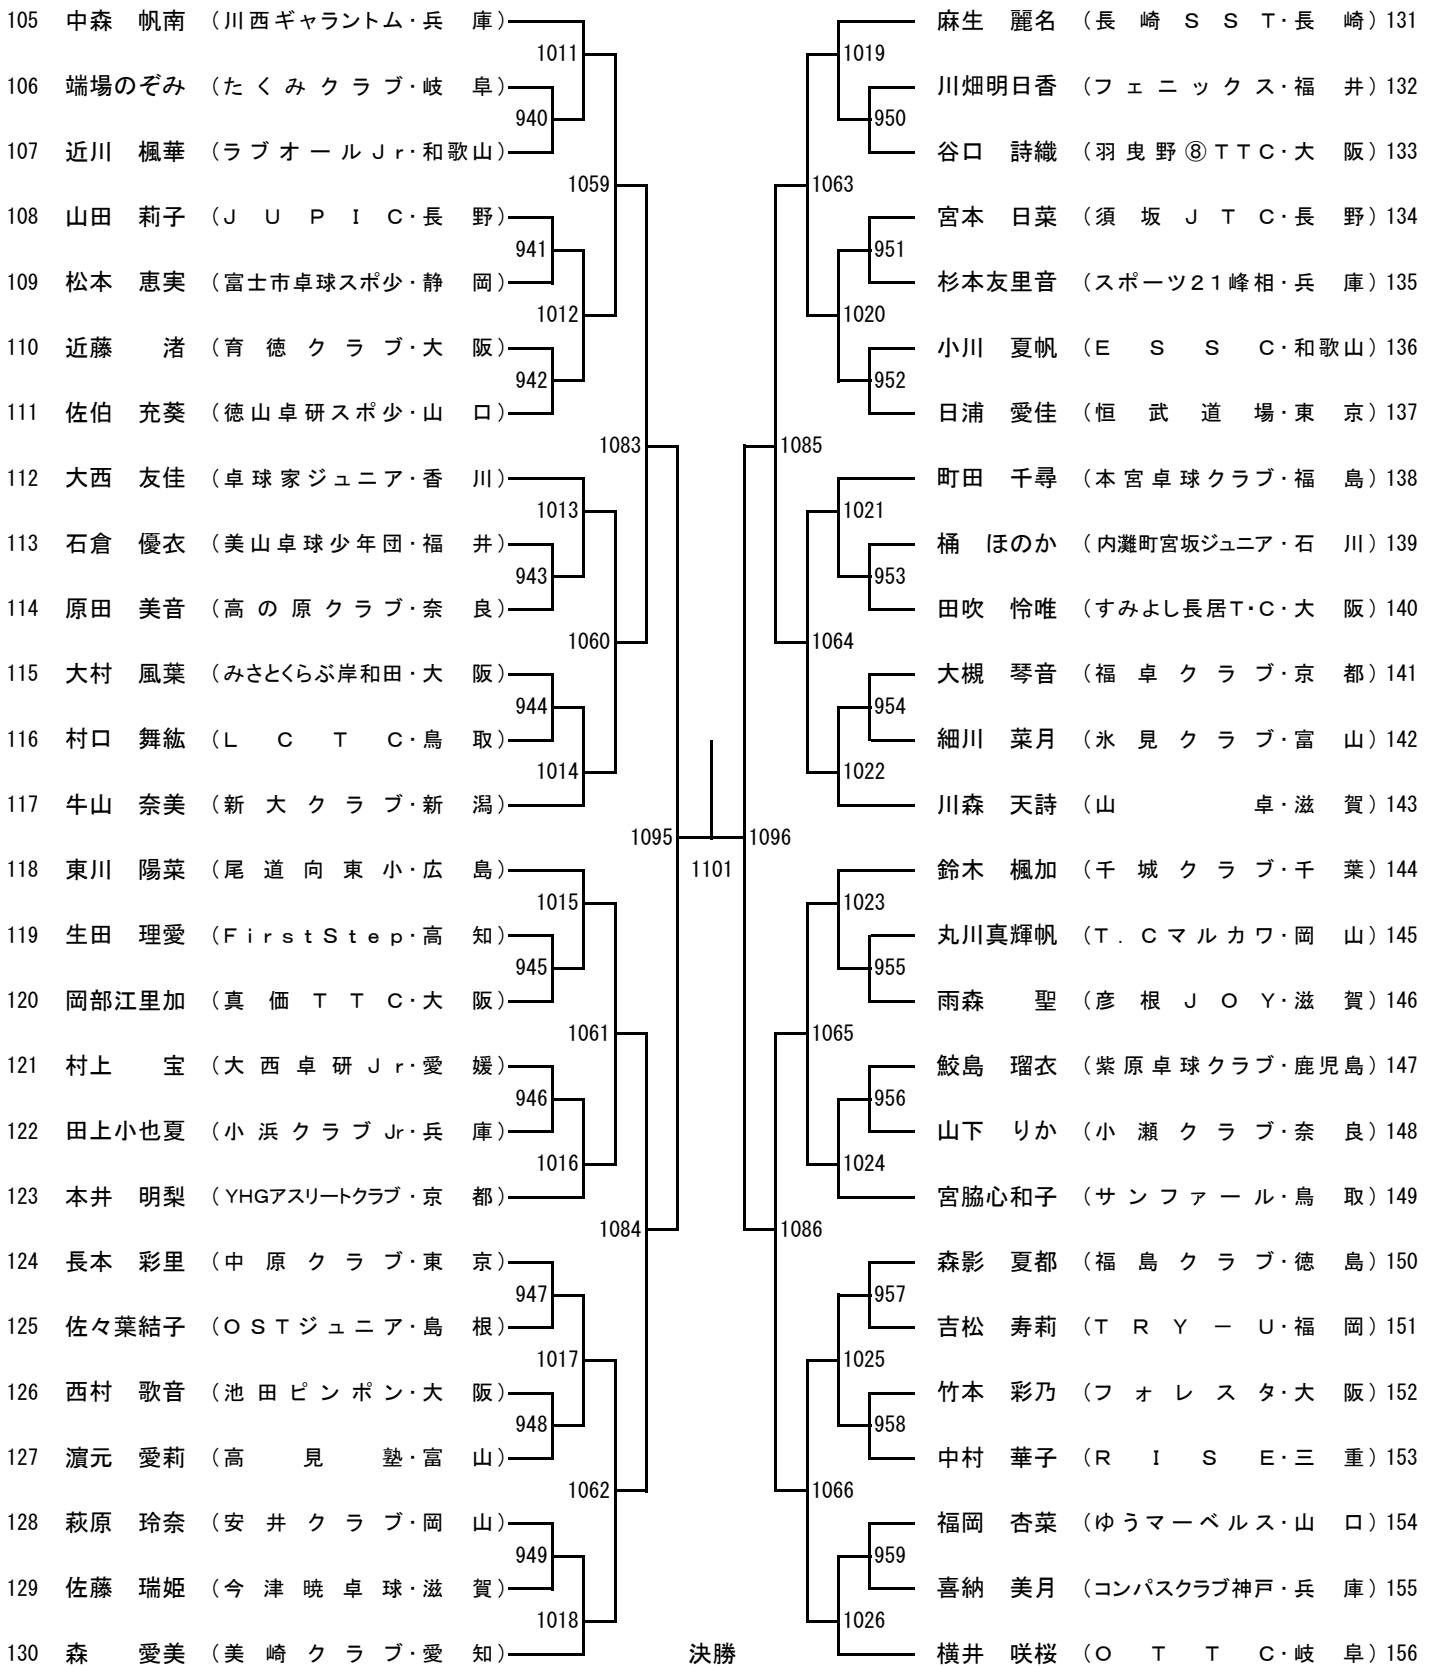 105 中森 帆南 (川西ギャラントム・兵 庫)
1011
106 端場のぞみ (たくみクラブ・岐 阜)
940
107 近川 楓華 (ラブオールJr・和歌山)
1059
108 山田 莉子 (JUPIC・長 野)
941
109 松本 恵実 (富士市卓球スポ少・静 岡)
1012
110 近藤 渚 (育徳クラブ・大 阪)
942
111 佐伯 充葵 (徳山卓研スポ少・山 口)
1083
112 大西 友佳 (卓球家ジュニア・香 川)
1013
113 石倉 優衣 (美山卓球少年団・福 井)
943
114 原田 美音 (高の原クラブ・奈 良)
1060
115 大村 風葉 (みさとくらぶ岸和田・大 阪)
944
116 村口 舞紘 (LCTC・鳥 取)
1014
117 牛山 奈美 (新大クラブ・新 潟)
1095
118 東川 陽菜 (尾道向東小・広 島)
1015
119 生田 理愛 (FirstStep・高 知)
945
120 岡部江里加 (真価TTC・大 阪)
1061
121 村上 宝 (大西卓研Jr・愛 媛)
946
122 田上小也夏 (小浜クラブJr・兵 庫)
1016
123 本井 明梨 (YHGアスリートクラブ・京 都)
1084
124 長本 彩里 (中原クラブ・東 京)
947
125 佐々葉結子 (OSTジュニア・島 根)
1017
126 西村 歌音 (池田ピンポン・大 阪)
948
127 濵元 愛莉 (高見塾・富 山)
1062
128 萩原 玲奈 (安井クラブ・岡 山)
949
129 佐藤 瑞姫 (今津暁卓球・滋 賀)
1018
130 森 愛美 (美崎クラブ・愛 知)
1101
決勝
麻生 麗名 (長崎SST・長 崎) 131
1019
川畑明日香 (フェニックス・福 井) 132
950
谷口 詩織 (羽曳野⑧TTC・大 阪) 133
1063
宮本 日菜 (須坂JTC・長 野) 134
951
杉本友里音 (スポーツ21峰相・兵 庫) 135
1020
小川 夏帆 (ESSC・和歌山) 136
952
日浦 愛佳 (恒武道場・東 京) 137
1085
町田 千尋 (本宮卓球クラブ・福 島) 138
1021
桶 ほのか (内灘町宮坂ジュニア・石 川) 139
953
田吹 怜唯 (すみよし長居T・C・大 阪) 140
1064
大槻 琴音 (福卓クラブ・京 都) 141
954
細川 菜月 (氷見クラブ・富 山) 142
1022
川森 天詩 (山卓・滋 賀) 143
1096
鈴木 楓加 (千城クラブ・千 葉) 144
1023
丸川真輝帆 (T.Cマルカワ・岡 山) 145
955
雨森 聖 (彦根JOY・滋 賀) 146
1065
鮫島 瑠衣 (紫原卓球クラブ・鹿児島) 147
956
山下 りか (小瀬クラブ・奈 良) 148
1024
宮脇心和子 (サンファール・鳥 取) 149
1086
森影 夏都 (福島クラブ・徳 島) 150
957
吉松 寿莉 (TRY-U・福 岡) 151
1025
竹本 彩乃 (フォレスタ・大 阪) 152
958
中村 華子 (RISE・三 重) 153
1066
福岡 杏菜 (ゆうマーベルス・山 口) 154
959
喜納 美月 (コンパスクラブ神戸・兵 庫) 155
1026
横井 咲桜 (OTTC・岐 阜) 156